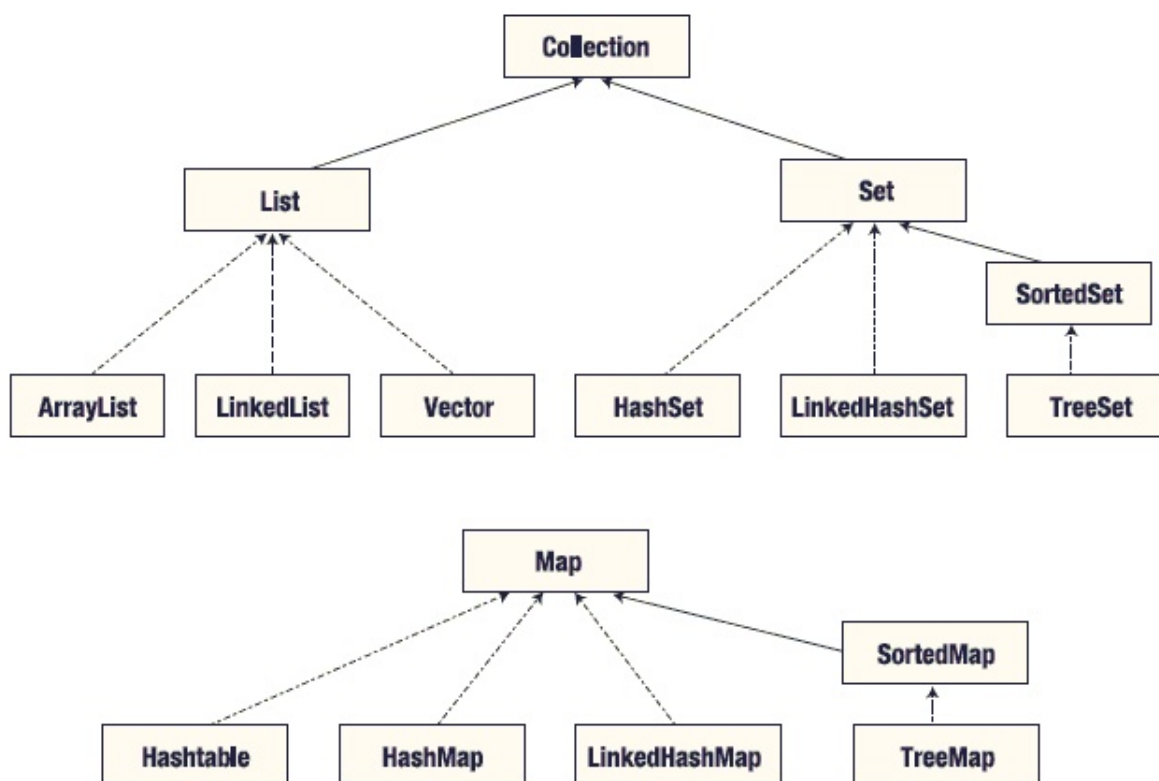 Collection
List
Set
SortedSet
ArrayList
LinkedList
Vector
HashSet
LinkedHashSet
TreeSet
Map
SortedMap
Hashtable
HashMap
LinkedHashMap
TreeMap